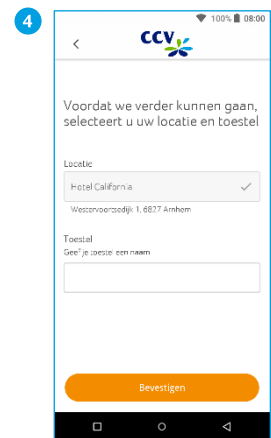 4
100% 08:00
CCV
Voordat we verder kunnen gaan,
selecteert u uw locatie en toestel
Locatie
Hotel California
Westervoortsedijk 1, 6827 Arnhem
Toestel
Geef je toestel een naam
Bevestigen